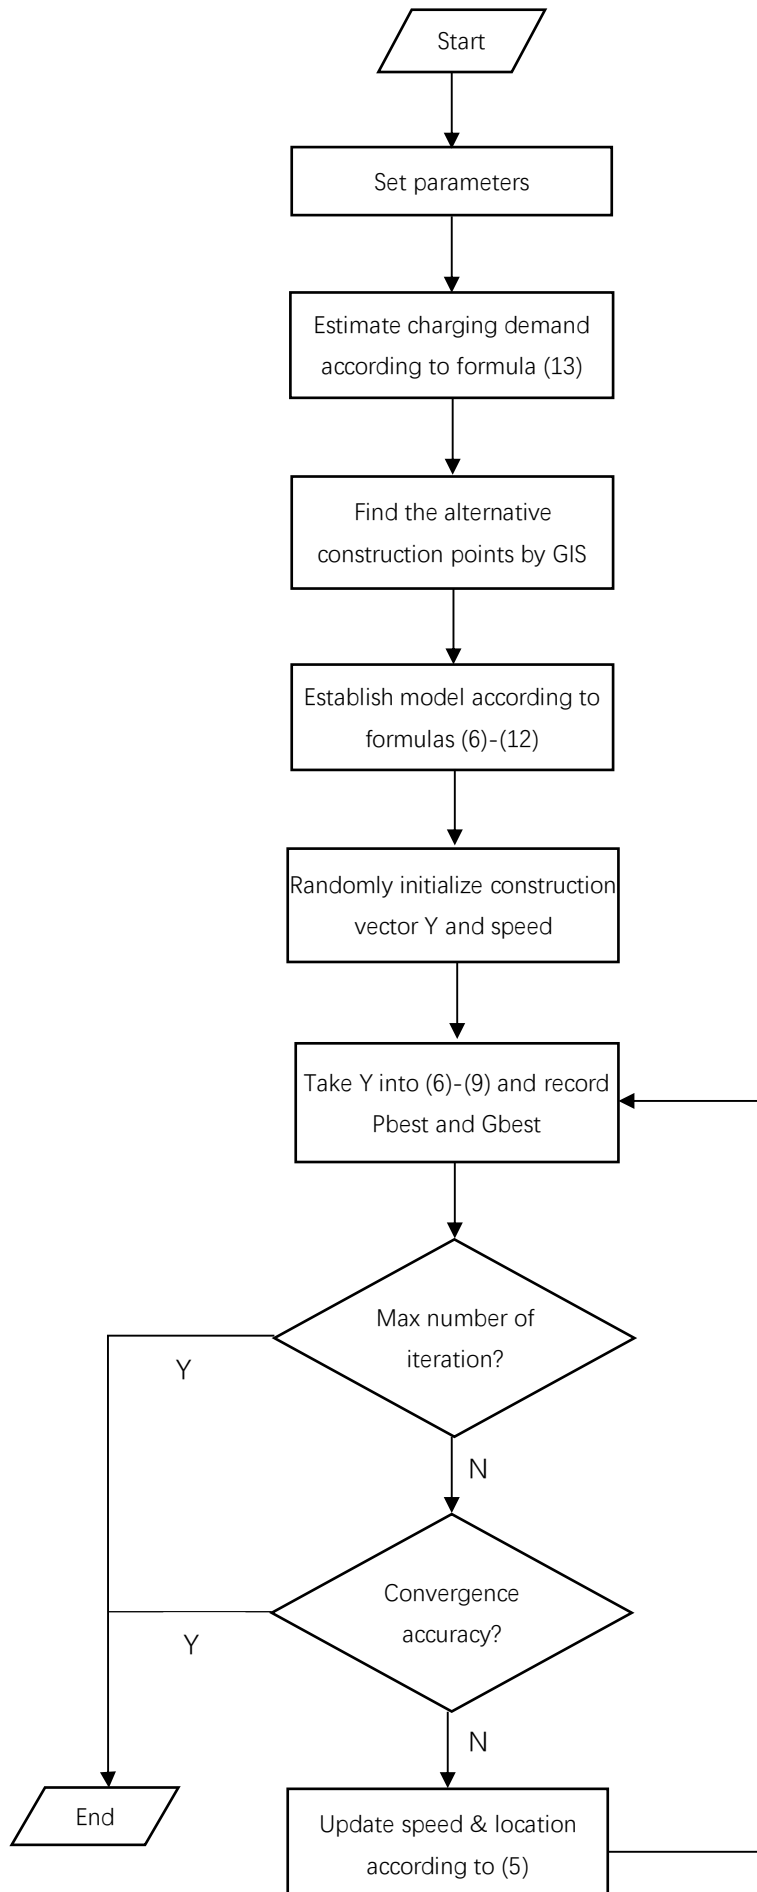 Start
Set parameters
Estimate charging demand
according to formula (13)
Find the alternative
construction points by GIS
Establish model according to
formulas (6)-(12)
Randomly initialize construction
vector Y and speed
Take Y into (6)-(9) and record
Pbest and Gbest
Max number of
iteration?
Y
N
Convergence
accuracy?
Y
N
End
Update speed & location
according to (5)